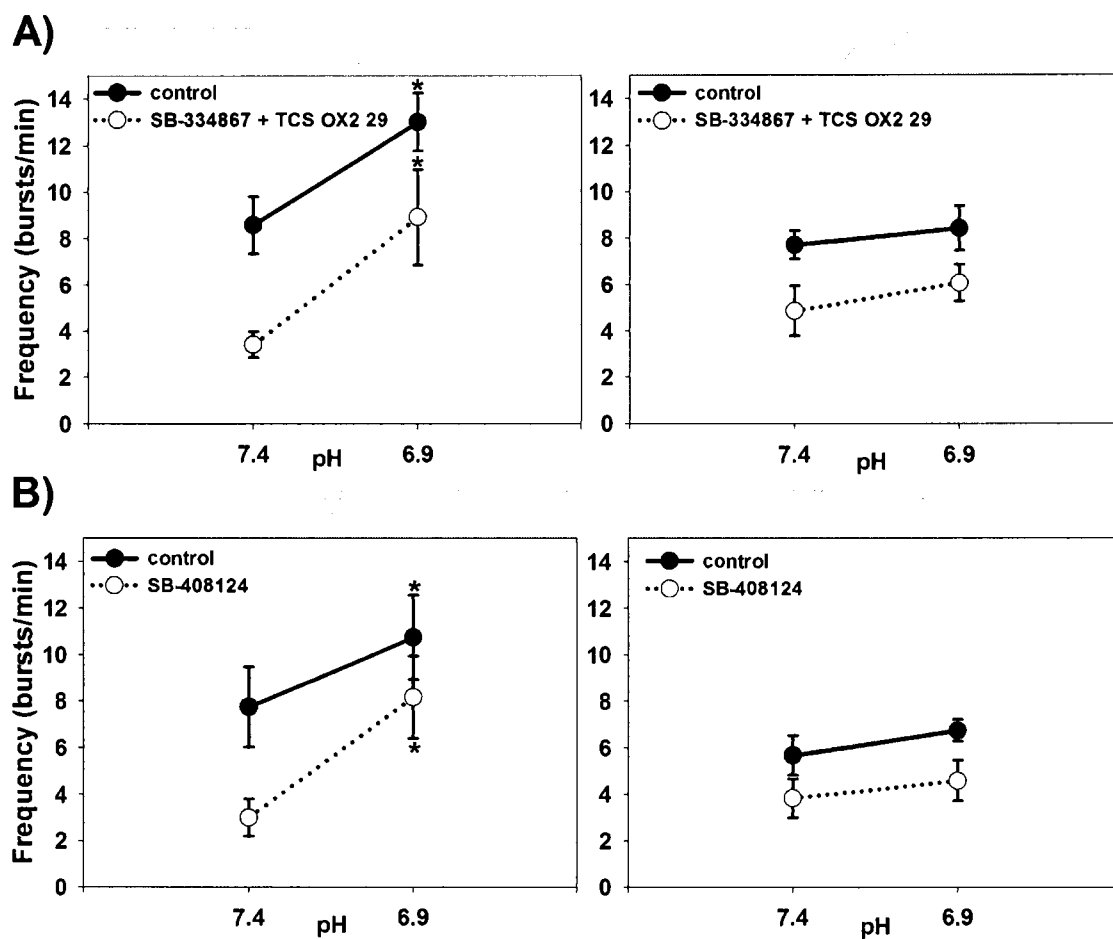 A)
control
SB-334867 + TCS OX2 29
Frequency (bursts/min)
14
12
10
8
6
4
2
0
*
*
7.4
pH
6.9
control
SB-334867 + TCS OX2 29
14
12
10
8
6
4
2
0
7.4
pH
6.9
B)
control
SB-408124
Frequency (bursts/min)
14
12
10
8
6
4
2
0
*
*
7.4
pH
6.9
control
SB-408124
14
12
10
8
6
4
2
0
7.4
pH
6.9